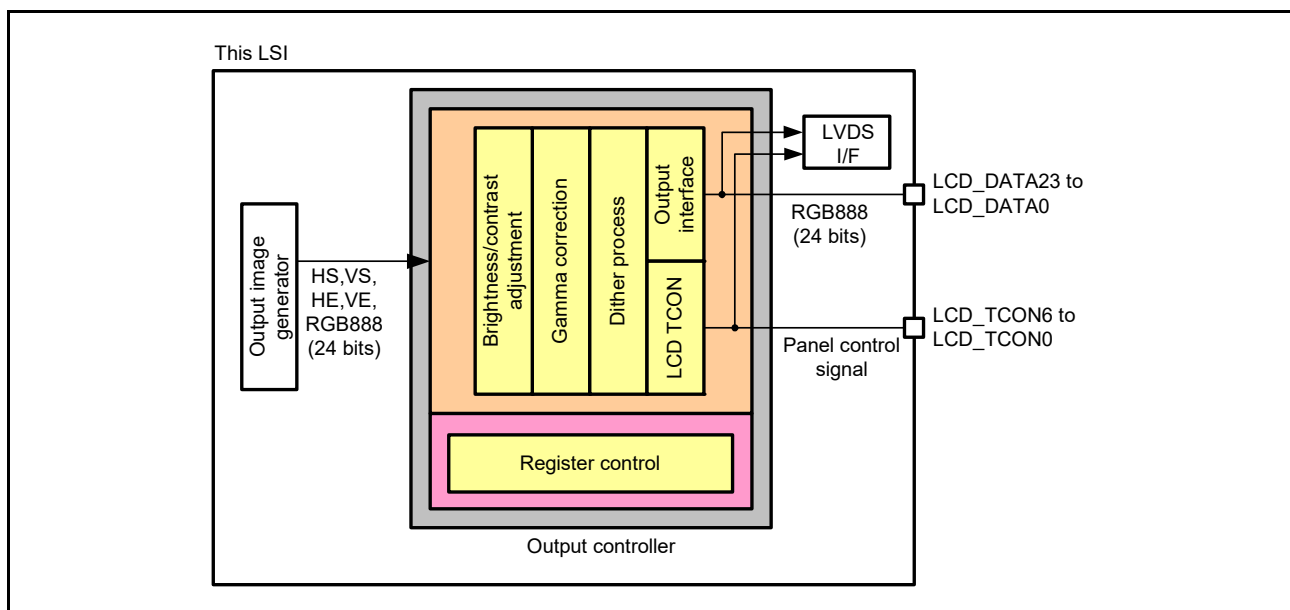 This LSI
Output image
generator
HS,VS,
HE,VE,
RGB888
(24 bits)
Brightness/contrast
adjustment
Gamma correction
Dither process
Output
interface
LCD TCON
Register control
Output controller
LVDS
I/F
RGB888
(24 bits)
LCD_DATA23 to
LCD_DATA0
Panel control
signal
LCD_TCON6 to
LCD_TCON0